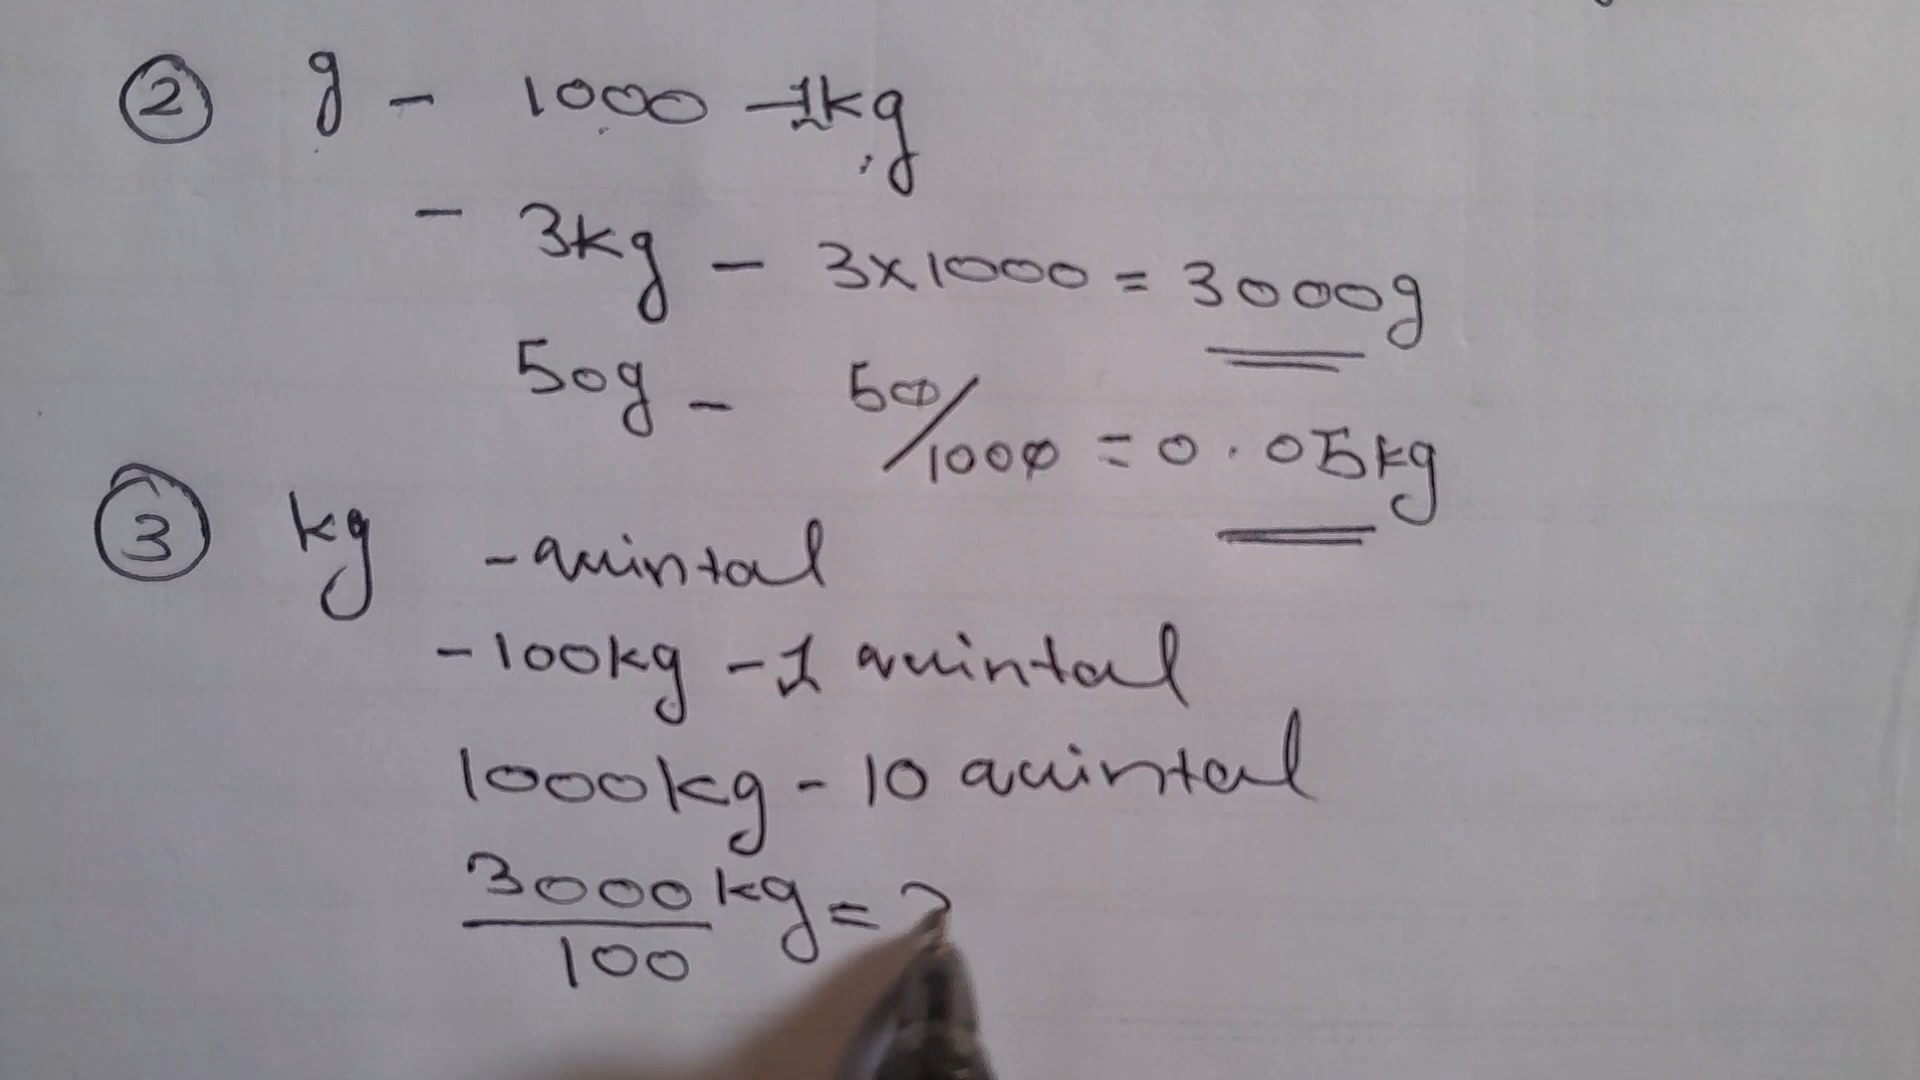 ② g - 1000 - 1kg
- 3kg - 3x1000 = 3000g
50g - 50/1000 = 0.05kg
③ kg - quintal
- 100kg - 1 quintal
1000kg - 10 quintal
3000/100 kg =